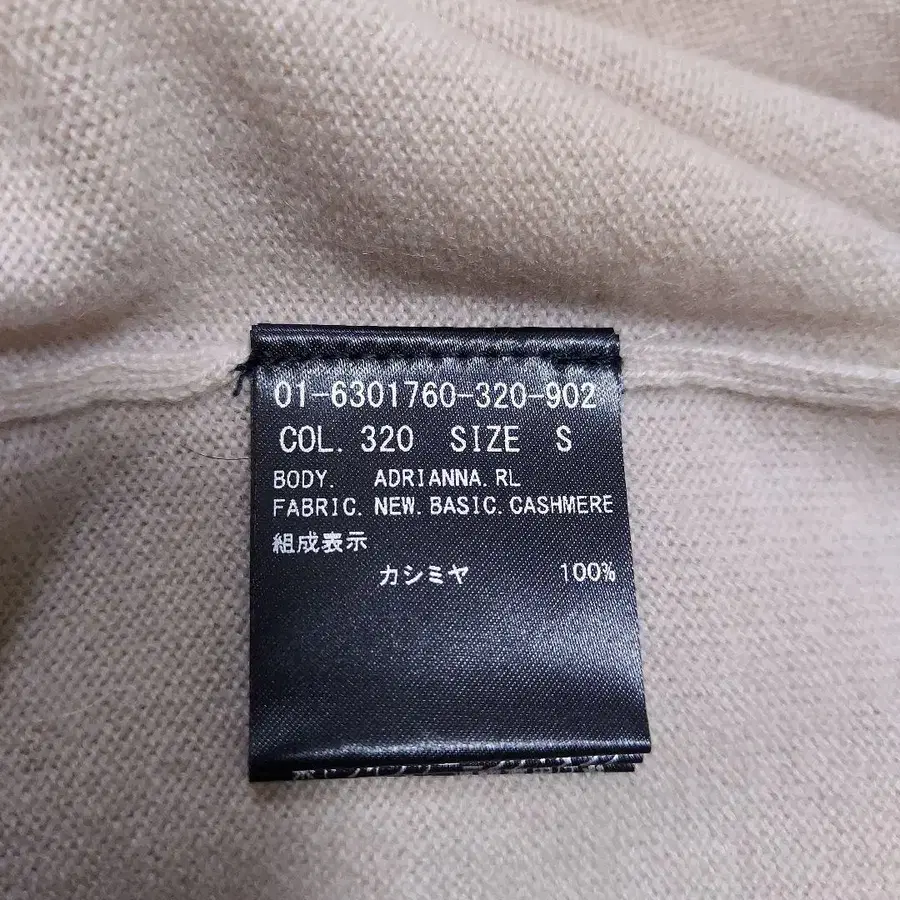 01-6301760-320-902
COL. 320 SIZE S
BODY. ADRIANNA.RL
FABRIC. NEW.BASIC.CASHMERE
組成表示
カシミヤ 100%